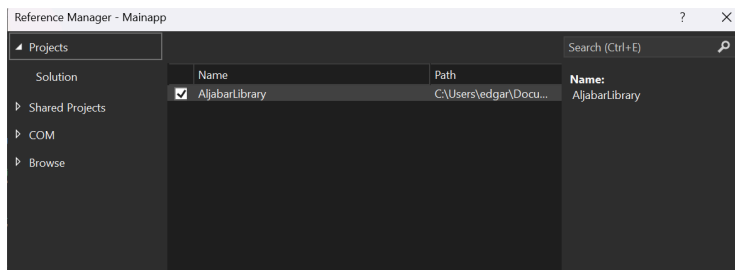 Reference Manager - Mainapp
? ×
Projects
Search (Ctrl+E)
Solution
Shared Projects
COM
Browse
Name Path
AljabarLibrary C:\Users\edgar\Docu...
Name:
AljabarLibrary